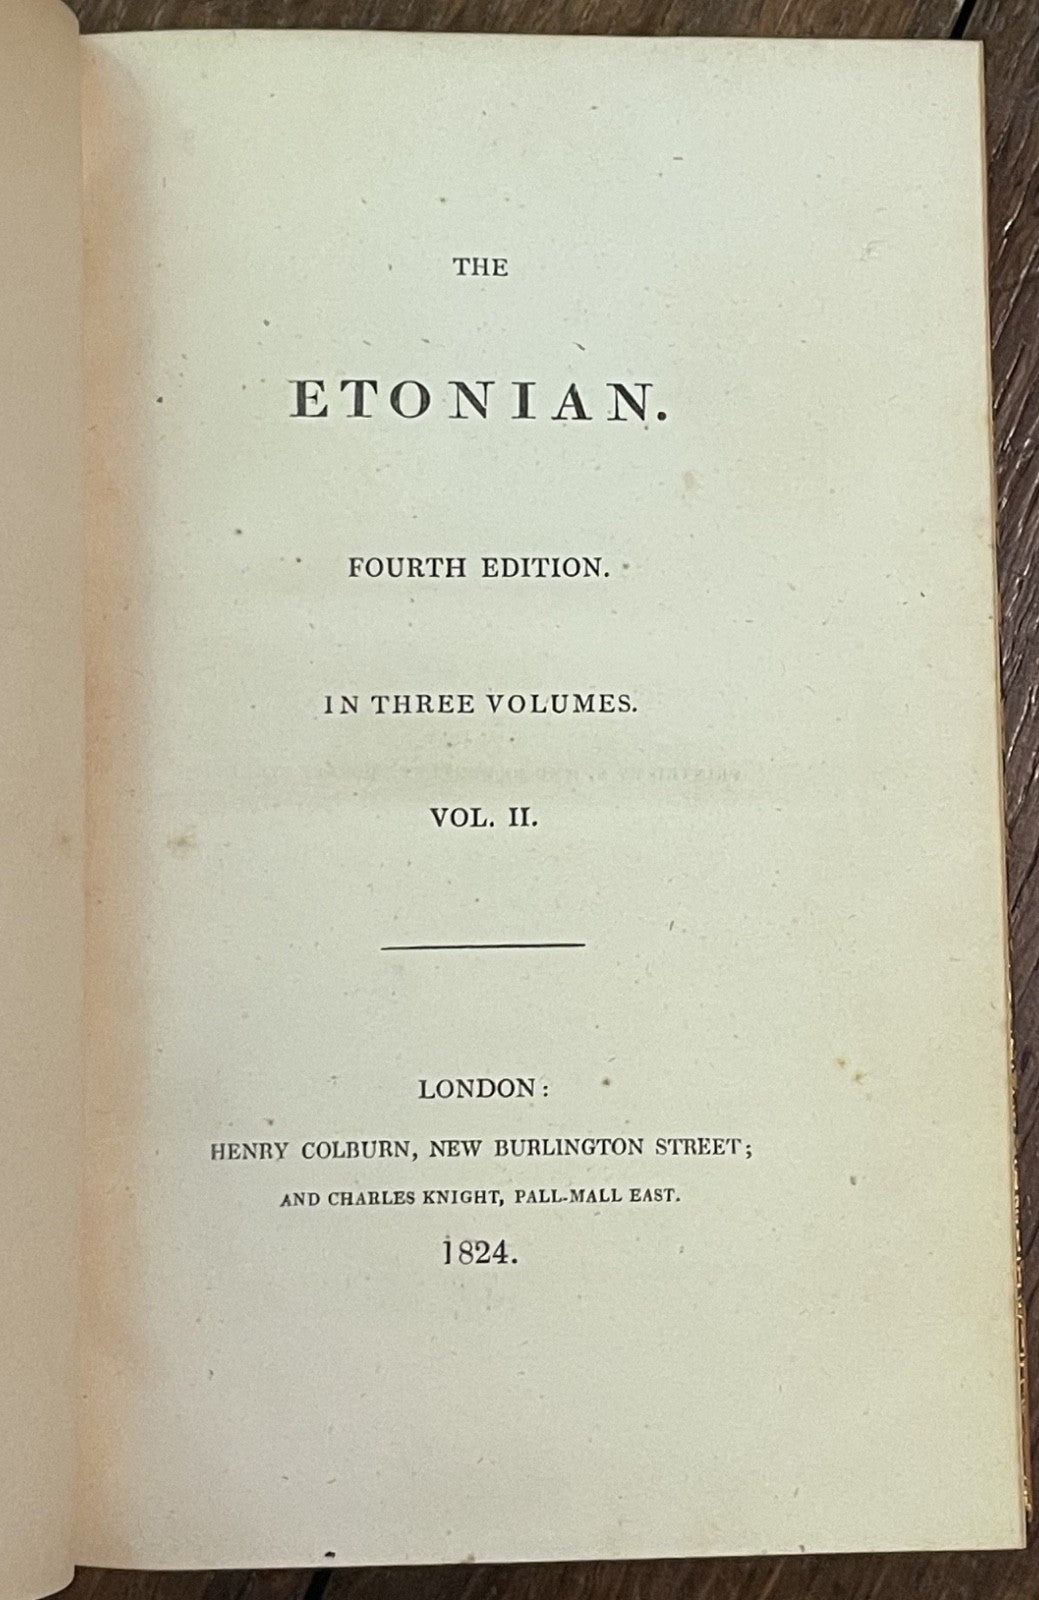 THE
ETONIAN.
FOURTH EDITION.
IN THREE VOLUMES.
VOL. II.
LONDON:
HENRY COLBURN, NEW BURLINGTON STREET;
AND CHARLES KNIGHT, PALL-MALL EAST.
1824.